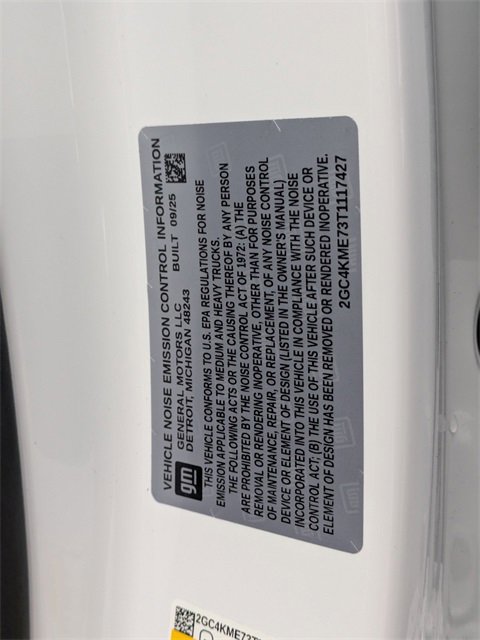 VEHICLE NOISE EMISSION CONTROL INFORMATION
GENERAL MOTORS LLC
DETROIT, MICHIGAN 48243
BUILT 09/25
gm
THIS VEHICLE CONFORMS TO U.S. EPA REGULATIONS FOR NOISE
EMISSION APPLICABLE TO MEDIUM AND HEAVY TRUCKS.
THE FOLLOWING ACTS OR THE CAUSING THEREOF BY ANY PERSON
ARE PROHIBITED BY THE NOISE CONTROL ACT OF 1972: (A) THE
REMOVAL OR RENDERING INOPERATIVE, OTHER THAN FOR PURPOSES
OF MAINTENANCE, REPAIR, OR REPLACEMENT, OF ANY NOISE CONTROL
DEVICE OR ELEMENT OF DESIGN (LISTED IN THE OWNER'S MANUAL)
INCORPORATED INTO THIS VEHICLE IN COMPLIANCE WITH THE NOISE
CONTROL ACT; (B) THE USE OF THIS VEHICLE AFTER SUCH DEVICE OR
ELEMENT OF DESIGN HAS BEEN REMOVED OR RENDERED INOPERATIVE.
2GC4KME73T1117427
2GC4KME73T